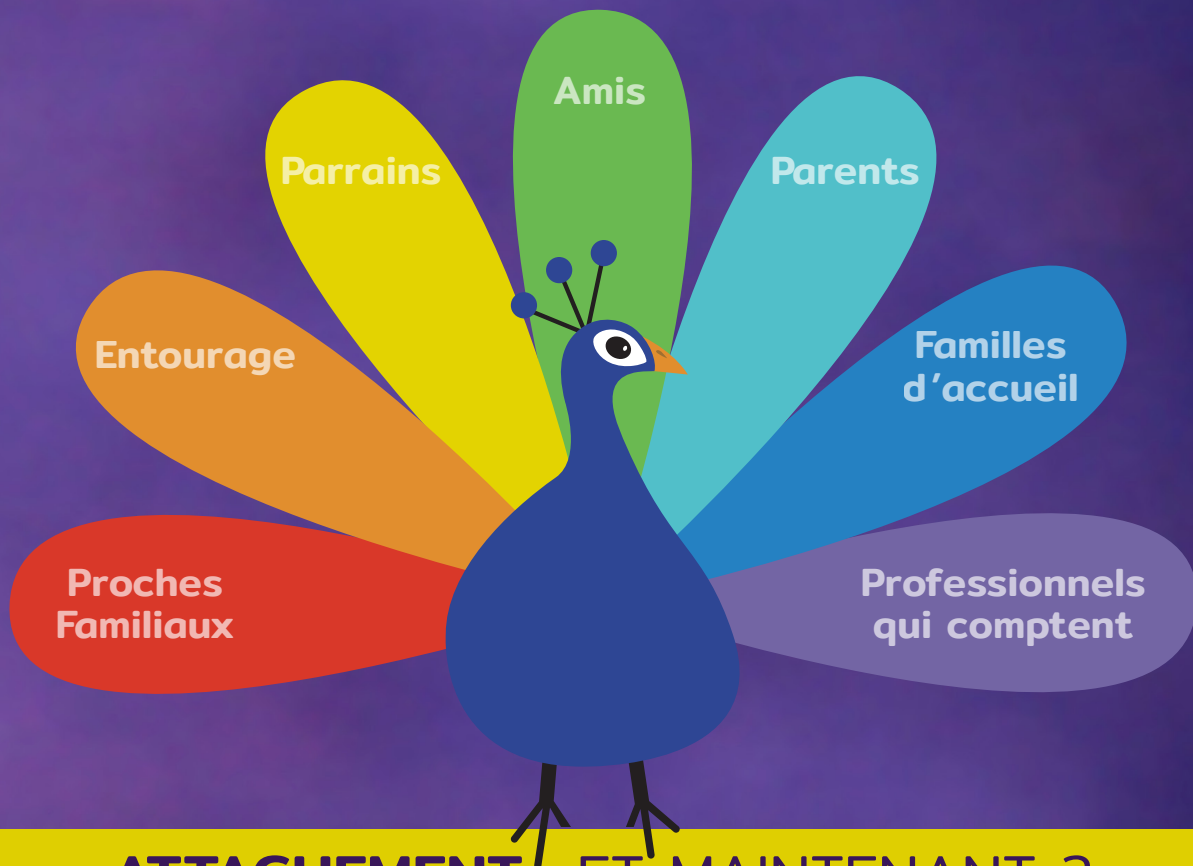 Amis
Parrains
Parents
Entourage
Familles
d'accueil
Proches
Familiaux
Professionnels
qui comptent
ATTACHEMENT ET MAINTENANT ?